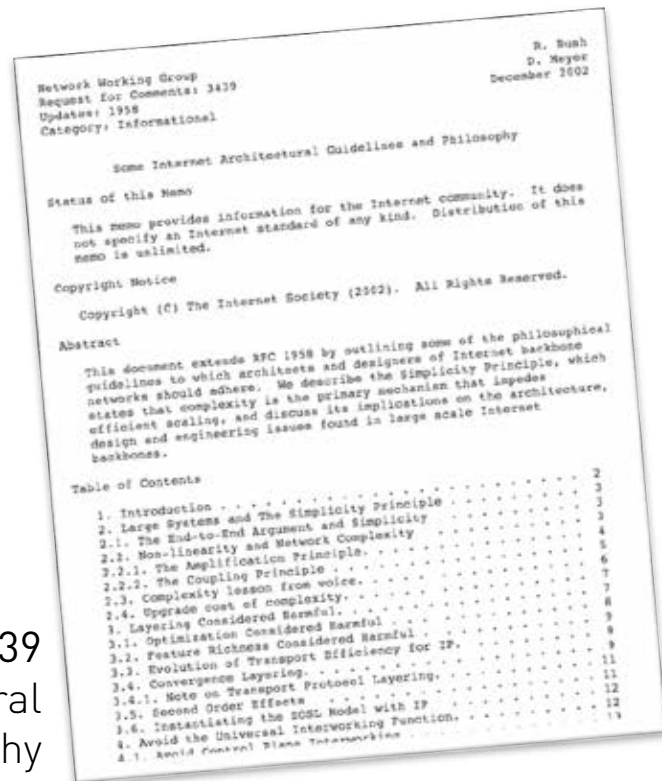 Network Working Group
R. Bush
Request for Comments: 3439
D. Meyer
Updates: 1958
December 2002
Category: Informational
Some Internet Architectural Guidelines and Philosophy
Status of this Memo
This memo provides information for the Internet community. It does
not specify an Internet standard of any kind. Distribution of this
memo is unlimited.
Copyright Notice
Copyright (C) The Internet Society (2002). All Rights Reserved.
Abstract
This document extends RFC 1958 by outlining some of the philosophical
guidelines to which architects and designers of Internet backbone
networks should adhere. We describe the Simplicity Principle, which
states that complexity is the primary mechanism that impedes
efficient scaling, and discuss its implications on the architecture,
design and engineering issues found in large scale Internet
backbones.
Table of Contents
1. Introduction . . . . . . . . . . . . . . . . . . . . 2
2. Large Systems and The Simplicity Principle . . . . . . . 3
2.1. The End-to-End Argument and Simplicity . . . . . . . 3
2.2. Non-linearity and Network Complexity . . . . . . . 3
2.2.1. The Amplification Principle. . . . . . . . . . . 4
2.2.2. The Coupling Principle . . . . . . . . . . . . 5
2.3. Complexity lesson from voice. . . . . . . . . . . 6
2.4. Upgrade cost of complexity. . . . . . . . . . . . 7
3. Layering Considered Harmful. . . . . . . . . . . . 7
3.1. Optimization Considered Harmful . . . . . . . . . 8
3.2. Feature Richness Considered Harmful . . . . . . . 9
3.3. Evolution of Transport Efficiency for IP. . . . . . 9
3.4. Convergence Layering. . . . . . . . . . . . . . 9
3.4.1. Note on Transport Protocol Layering. . . . . . . 11
3.5. Second Order Effects . . . . . . . . . . . . . 11
3.6. Instantiating the EOSL Model with IP . . . . . . . 12
4. Avoid the Universal Interworking Function. . . . . . . 12
4.1. Avoid Control Plane Interworking . . . . . . . . . 13
39
ral
hy